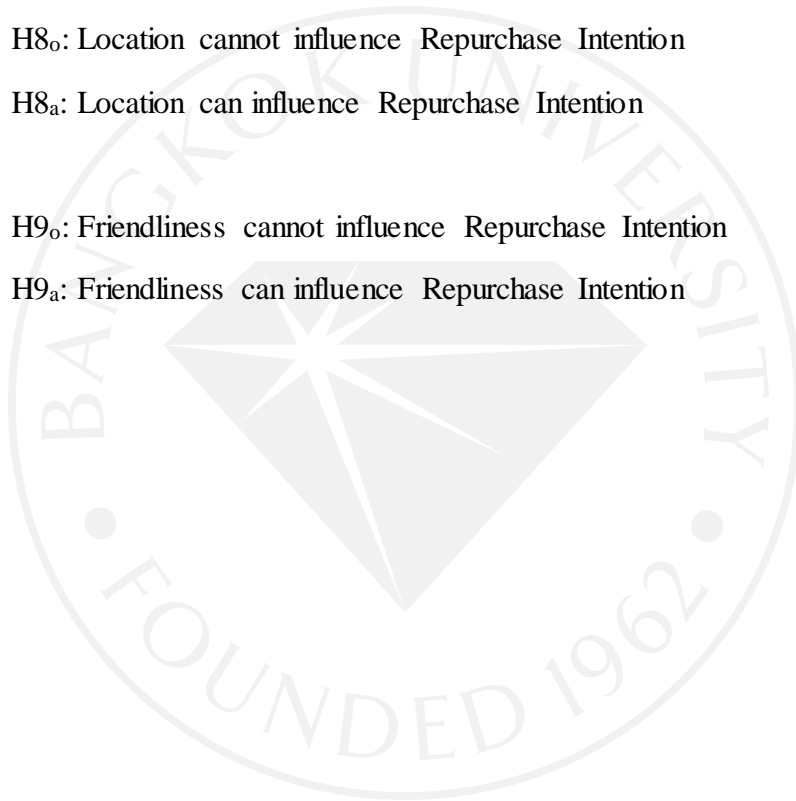 H8ₒ: Location cannot influence Repurchase Intention
H8ₐ: Location can influence Repurchase Intention
H9ₒ: Friendliness cannot influence Repurchase Intention
H9ₐ: Friendliness can influence Repurchase Intention
BANGKOK UNIVERSITY
• FOUNDED 1962 •